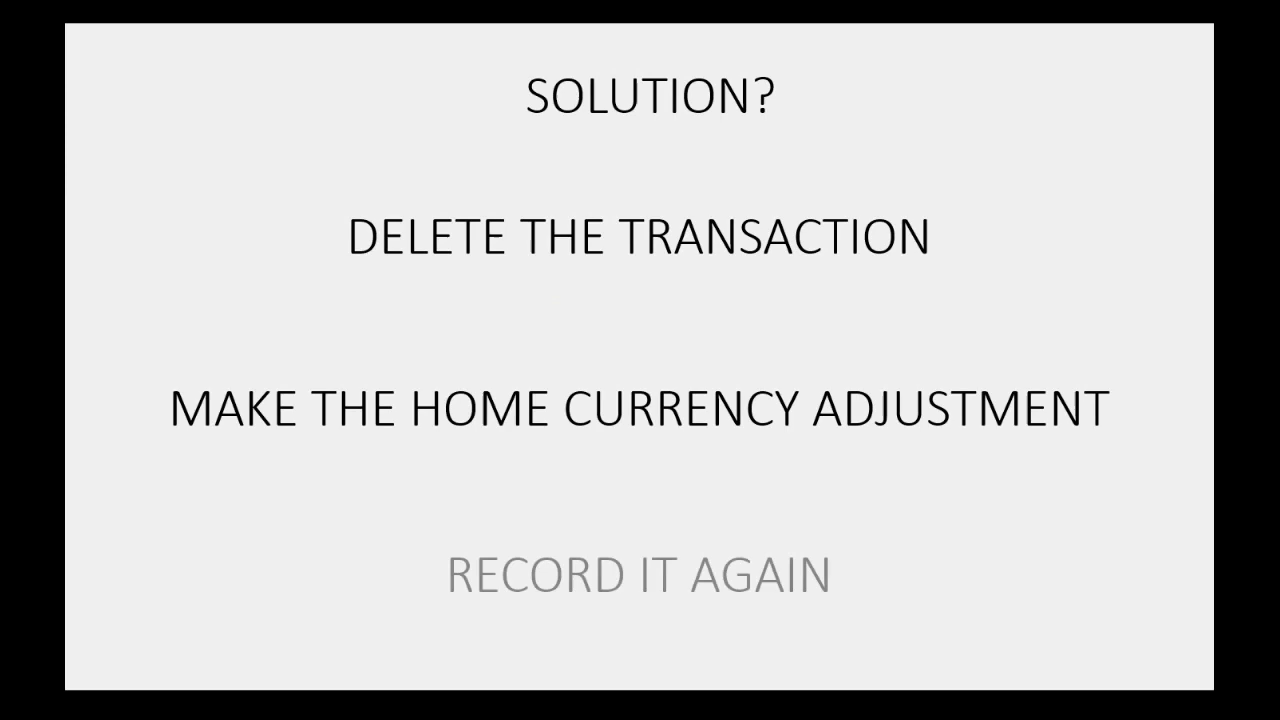 SOLUTION?
DELETE THE TRANSACTION
MAKE THE HOME CURRENCY ADJUSTMENT
RECORD IT AGAIN